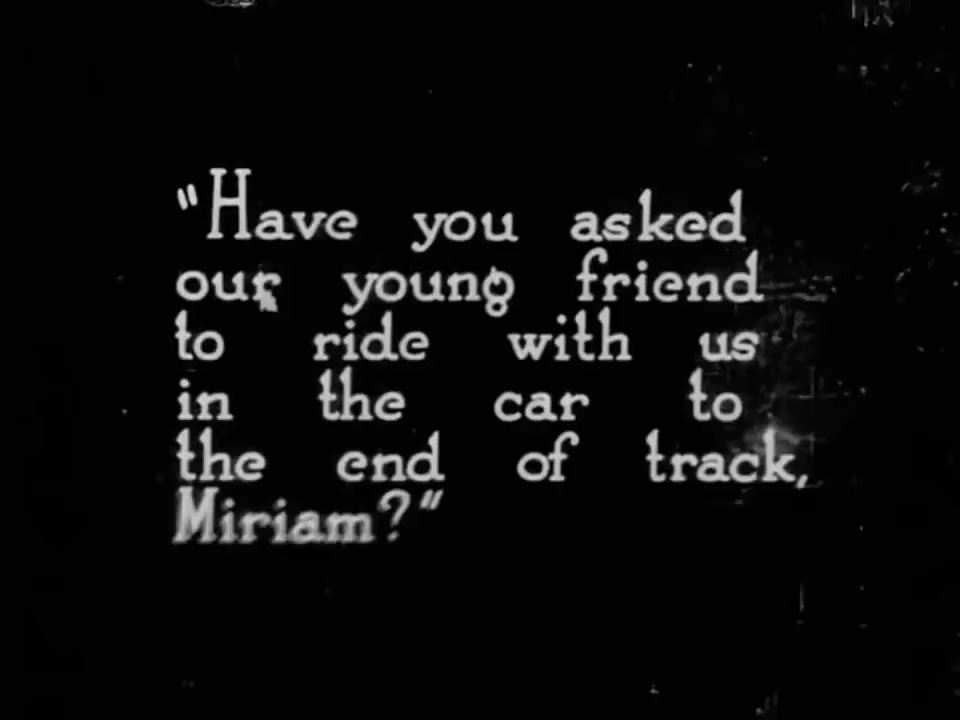 "Have you asked
our young friend
to ride with us
in the car to
the end of track,
Miriam?"